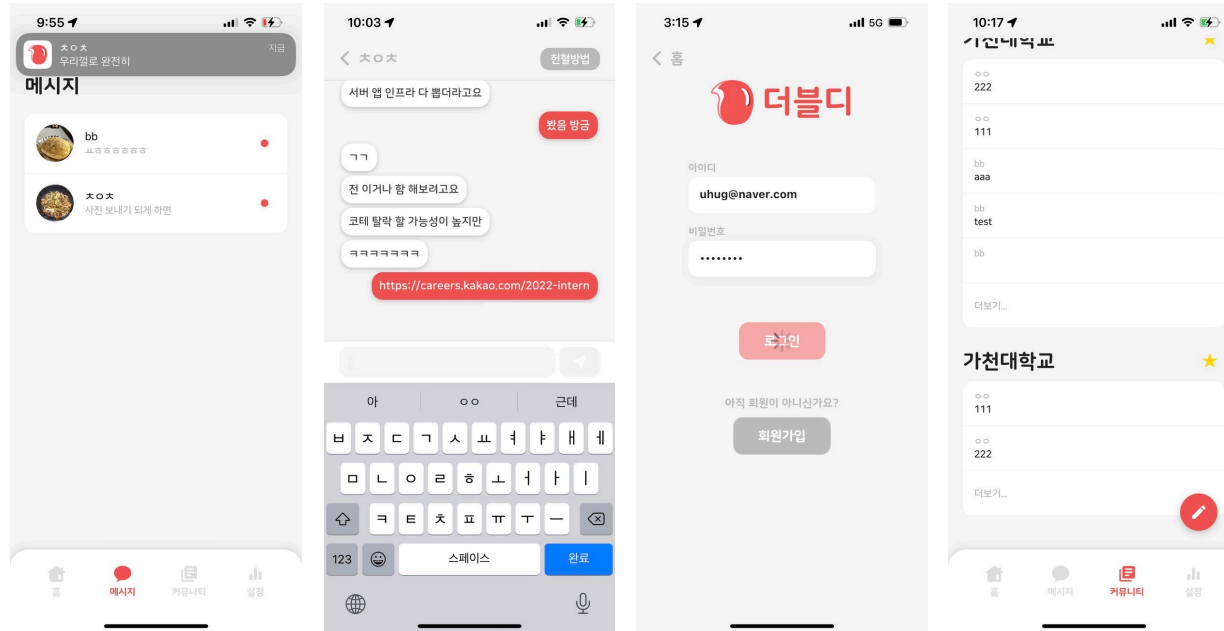 9:55
ㅊㅇㅊ
지금
우리껄로 완전히
메시지
bb
ㅛㅎㅎㅎㅎㅎㅎ
ㅊㅇㅊ
사진 보내기 되게 하면
홈
메시지
커뮤니티
설정
10:03
ㅊㅇㅊ
헌혈방법
서버 앱 인프라 다 뽑더라고요
봤음 방금
ㄱㄱ
전 이거나 함 해보려고요
코테 탈락 할 가능성이 높지만
ㅋㅋㅋㅋㅋㅋㅋ
https://careers.kakao.com/2022-intern
아
ㅇㅇ
근데
ㅂ ㅈ ㄷ ㄱ ㅅ ㅛ ㅕ ㅑ ㅐ ㅔ
ㅁ ㄴ ㅇ ㄹ ㅎ ㅗ ㅓ ㅏ ㅣ
ㅋ ㅌ ㅊ ㅍ ㅠ ㅜ ㅡ
123
스페이스
완료
3:15
5G
홈
더블디
아이디
uhug@naver.com
비밀번호
로그인
아직 회원이 아니신가요?
회원가입
10:17
가천대학교
ㅇㅇ
222
ㅇㅇ
111
bb
aaa
bb
test
bb
더보기...
가천대학교
ㅇㅇ
111
ㅇㅇ
222
더보기...
홈
메시지
커뮤니티
설정